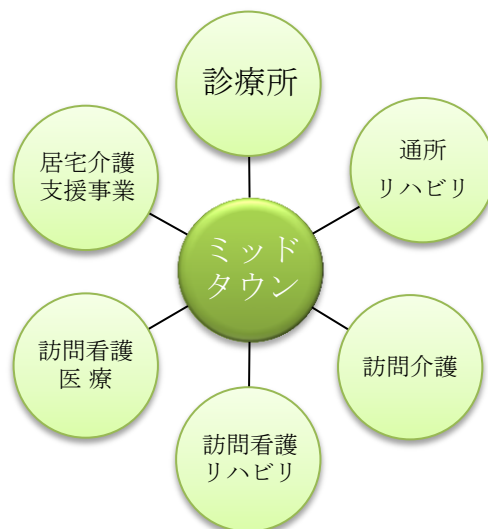 診療所
居宅介護
支援事業
通所
リハビリ
ミッド
タウン
訪問看護
医 療
訪問介護
訪問看護
リハビリ